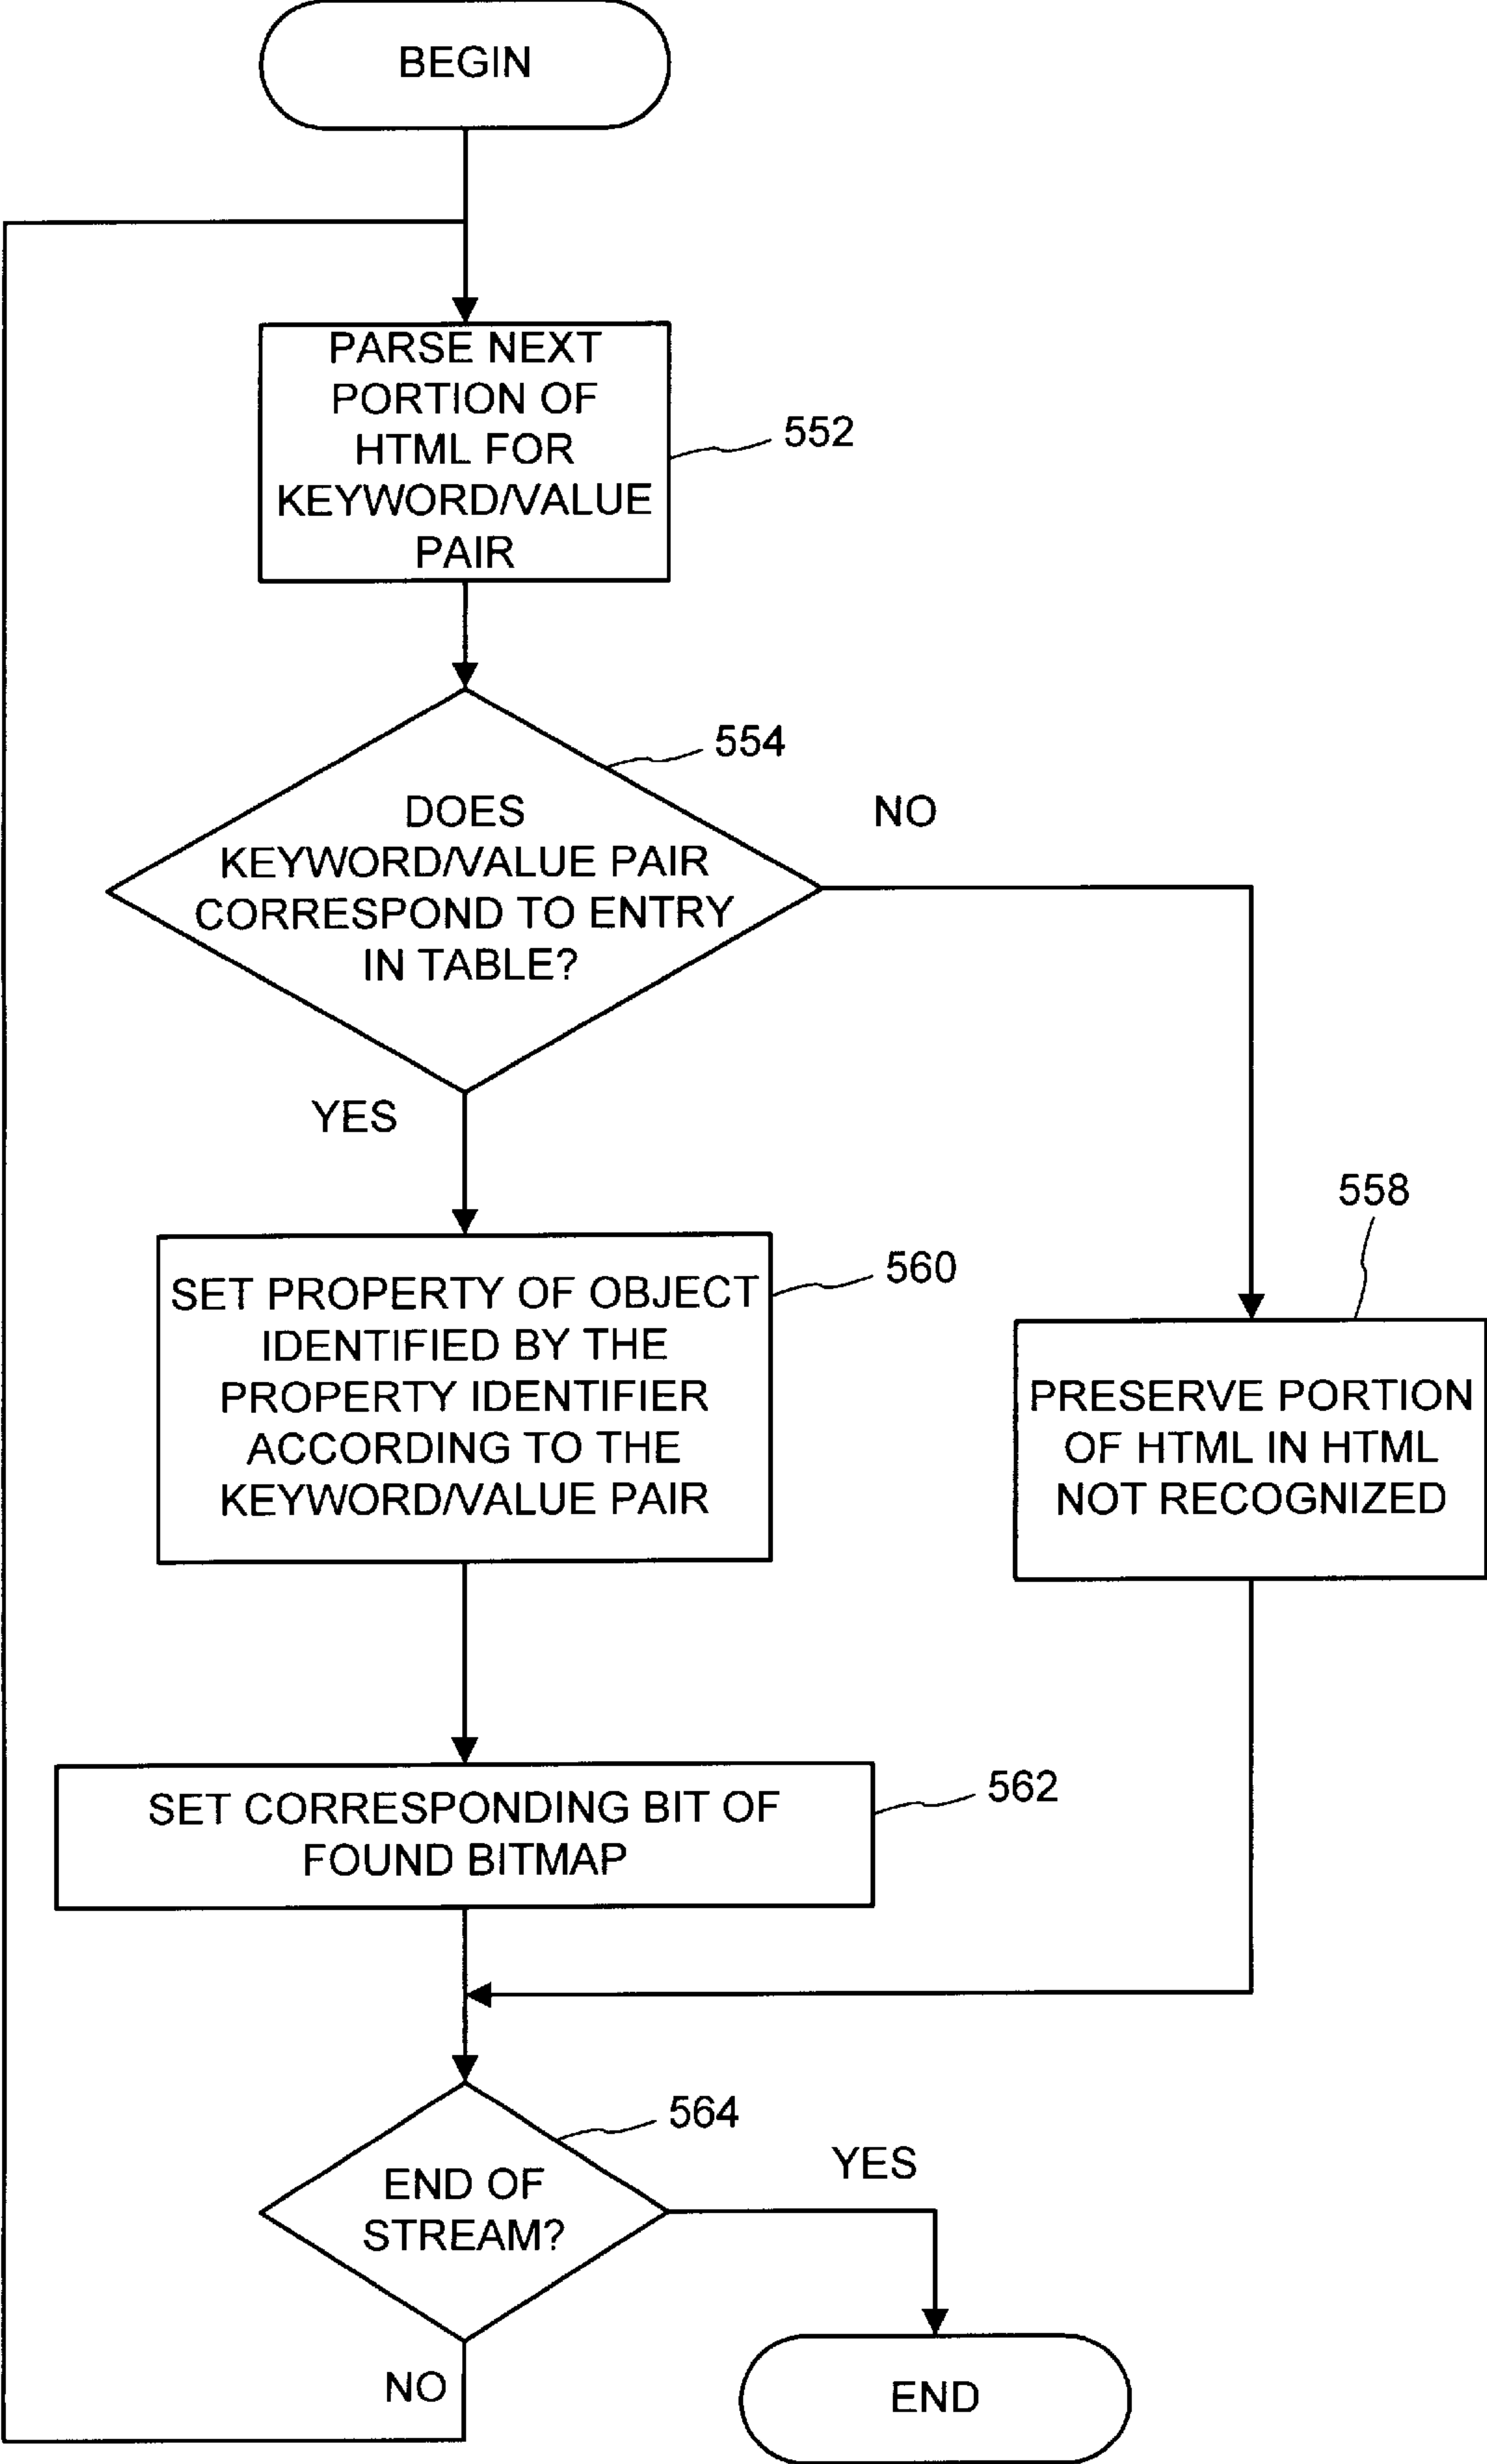 BEGIN
PARSE NEXT
PORTION OF
HTML FOR
KEYWORD/VALUE
PAIR
552
554
DOES
KEYWORD/VALUE PAIR
CORRESPOND TO ENTRY
IN TABLE?
NO
YES
558
560
SET PROPERTY OF OBJECT
IDENTIFIED BY THE
PROPERTY IDENTIFIER
ACCORDING TO THE
KEYWORD/VALUE PAIR
PRESERVE PORTION
OF HTML IN HTML
NOT RECOGNIZED
562
SET CORRESPONDING BIT OF
FOUND BITMAP
564
END OF
STREAM?
YES
NO
END